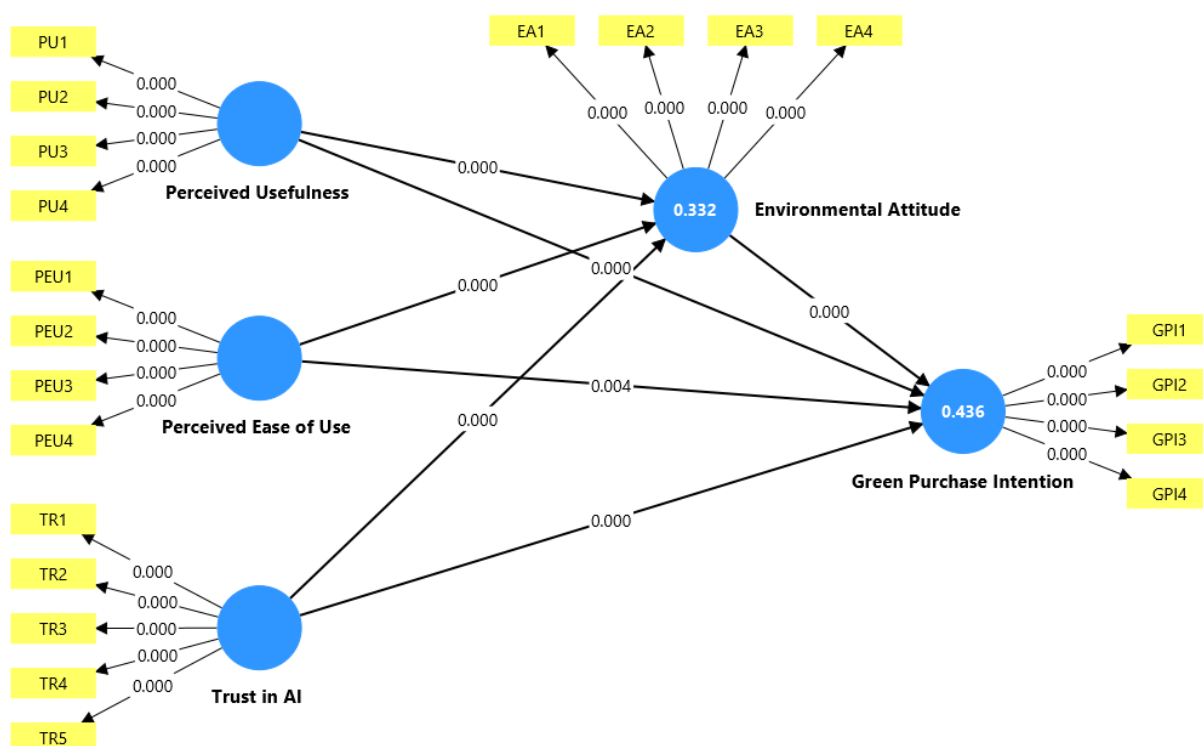 EA1
EA2
EA3
EA4
PU1
PU2
PU3
PU4
0.000
0.000
0.000
0.000
Perceived Usefulness
0.000
0.000
0.000
0.000
0.000
0.332
Environmental Attitude
0.000
0.000
PEU1
PEU2
PEU3
PEU4
0.000
0.000
0.000
0.000
Perceived Ease of Use
0.000
0.004
0.000
0.436
Green Purchase Intention
0.000
0.000
0.000
0.000
GPI1
GPI2
GPI3
GPI4
TR1
TR2
TR3
TR4
TR5
0.000
0.000
0.000
0.000
0.000
Trust in AI
0.000
0.000